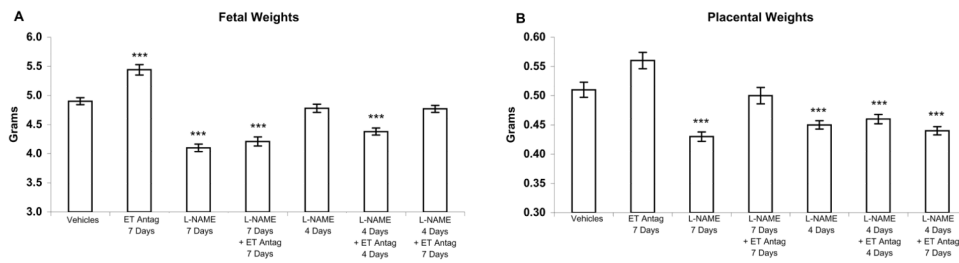 A
Fetal Weights
Grams
6.0
5.5
5.0
4.5
4.0
3.5
3.0
***
***
***
***
Vehicles
ET Antag
7 Days
L-NAME
7 Days
L-NAME
7 Days
+ ET Antag
7 Days
L-NAME
4 Days
L-NAME
4 Days
+ ET Antag
4 Days
L-NAME
4 Days
+ ET Antag
7 Days
B
Placental Weights
Grams
0.60
0.55
0.50
0.45
0.40
0.35
0.30
***
***
***
***
Vehicles
ET Antag
7 Days
L-NAME
7 Days
L-NAME
7 Days
+ ET Antag
7 Days
L-NAME
4 Days
L-NAME
4 Days
+ ET Antag
4 Days
L-NAME
4 Days
+ ET Antag
7 Days